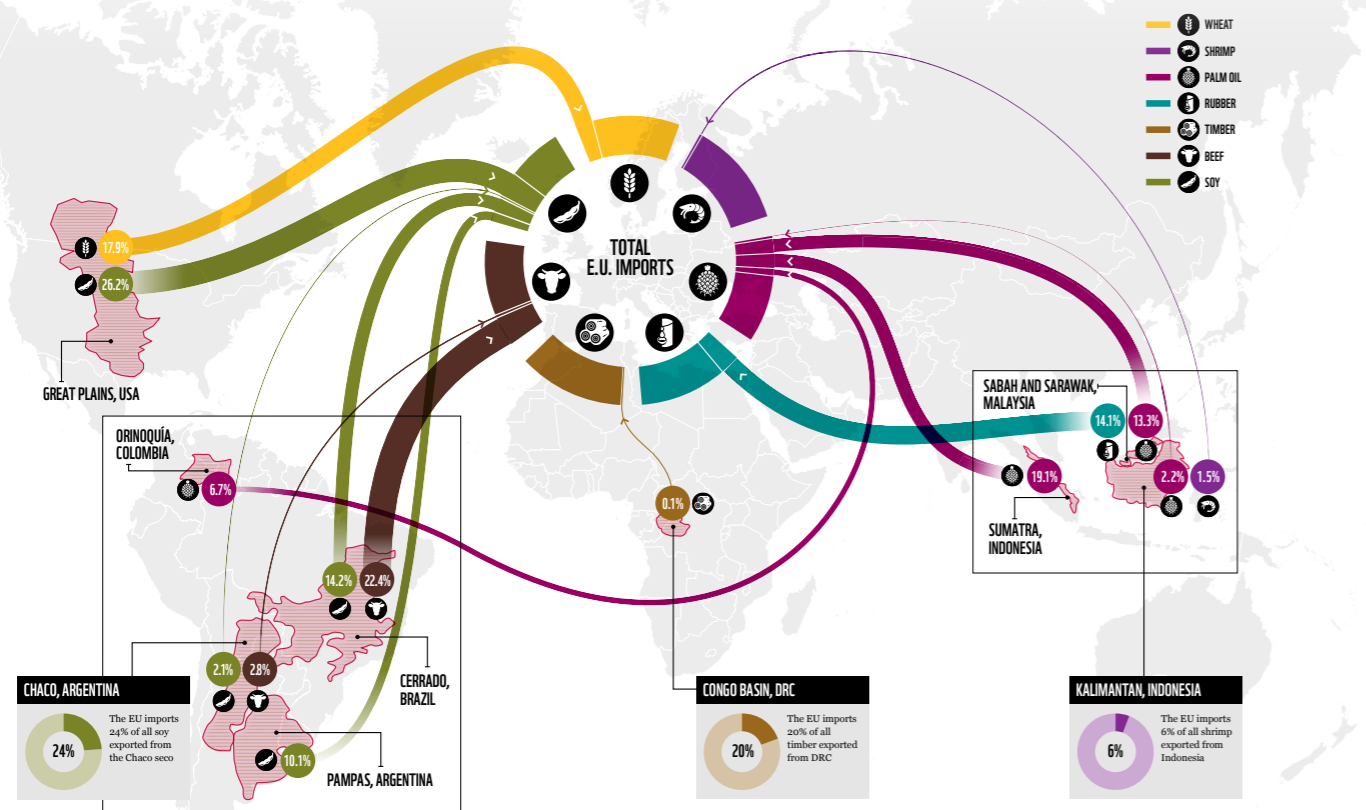 WHEAT
SHRIMP
PALM OIL
RUBBER
TIMBER
BEEF
SOY
TOTAL
E.U. IMPORTS
17.9%
26.2%
GREAT PLAINS, USA
ORINOQUÍA,
COLOMBIA
6.7%
14.2%
22.4%
2.1%
2.8%
CERRADO,
BRAZIL
10.1%
PAMPAS, ARGENTINA
CHACO, ARGENTINA
24%
The EU imports
24% of all soy
exported from
the Chaco seco
0.1%
CONGO BASIN, DRC
20%
The EU imports
20% of all
timber exported
from DRC
SABAH AND SARAWAK,
MALAYSIA
14.1%
13.3%
19.1%
2.2%
1.5%
SUMATRA,
INDONESIA
KALIMANTAN, INDONESIA
6%
The EU imports
6% of all shrimp
exported from
Indonesia